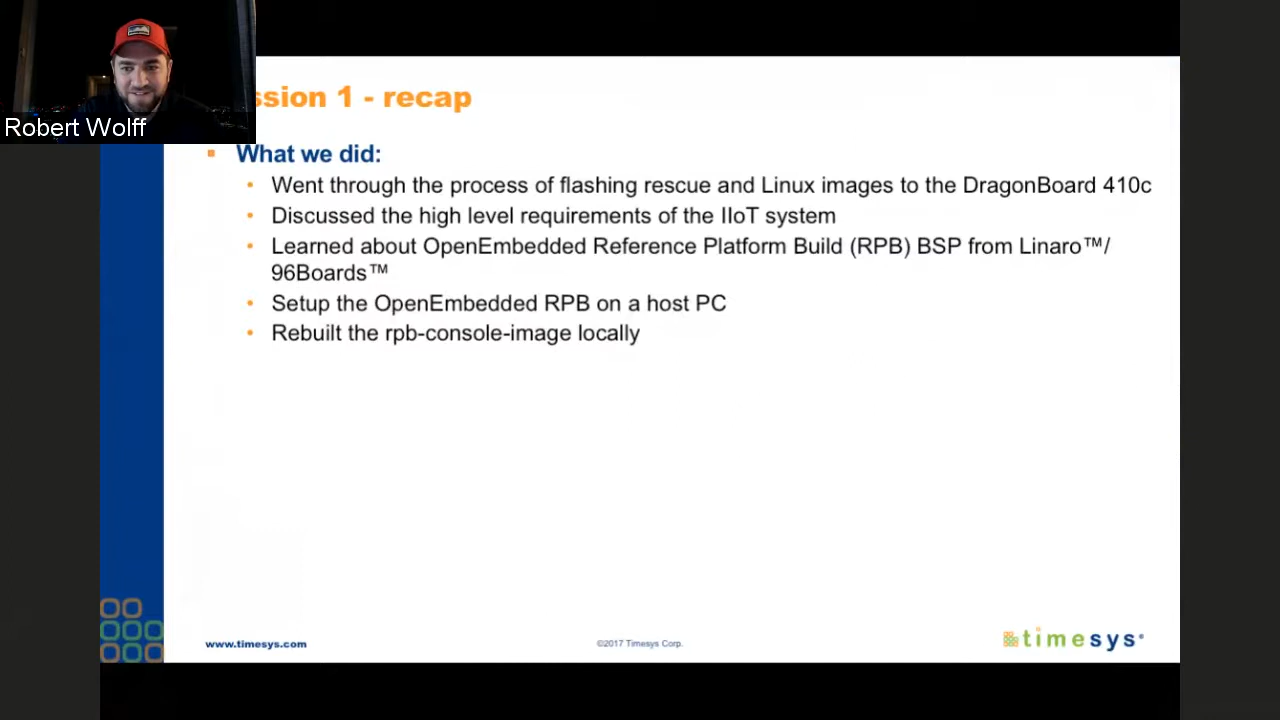 Robert Wolff
ssion 1 - recap
What we did:
Went through the process of flashing rescue and Linux images to the DragonBoard 410c
Discussed the high level requirements of the IIoT system
Learned about OpenEmbedded Reference Platform Build (RPB) BSP from Linaro™/
96Boards™
Setup the OpenEmbedded RPB on a host PC
Rebuilt the rpb-console-image locally
www.timesys.com
©2017 Timesys Corp.
timesys®